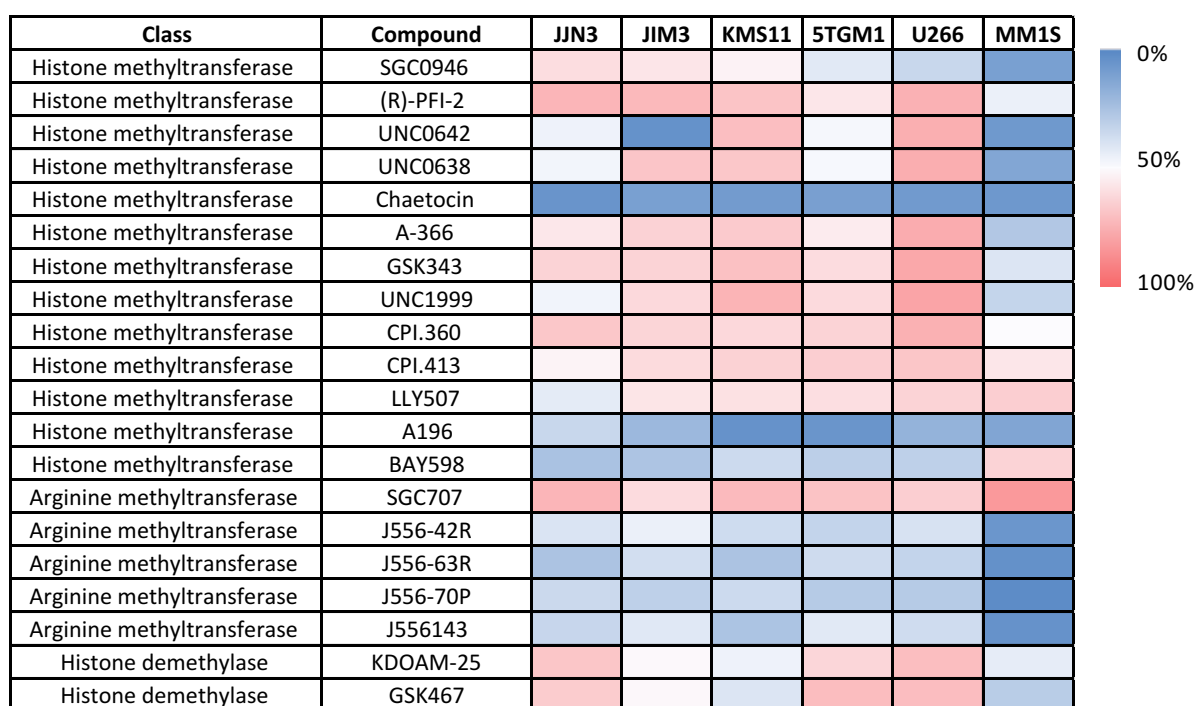 Class Compound JJN3 JIM3 KMS11 5TGM1 U266 MM1S
Histone methyltransferase SGC0946
Histone methyltransferase (R)-PFI-2
Histone methyltransferase UNC0642
Histone methyltransferase UNC0638
Histone methyltransferase Chaetocin
Histone methyltransferase A-366
Histone methyltransferase GSK343
Histone methyltransferase UNC1999
Histone methyltransferase CPI.360
Histone methyltransferase CPI.413
Histone methyltransferase LLY507
Histone methyltransferase A196
Histone methyltransferase BAY598
Arginine methyltransferase SGC707
Arginine methyltransferase J556-42R
Arginine methyltransferase J556-63R
Arginine methyltransferase J556-70P
Arginine methyltransferase J556143
Histone demethylase KDOAM-25
Histone demethylase GSK467
0%
50%
100%